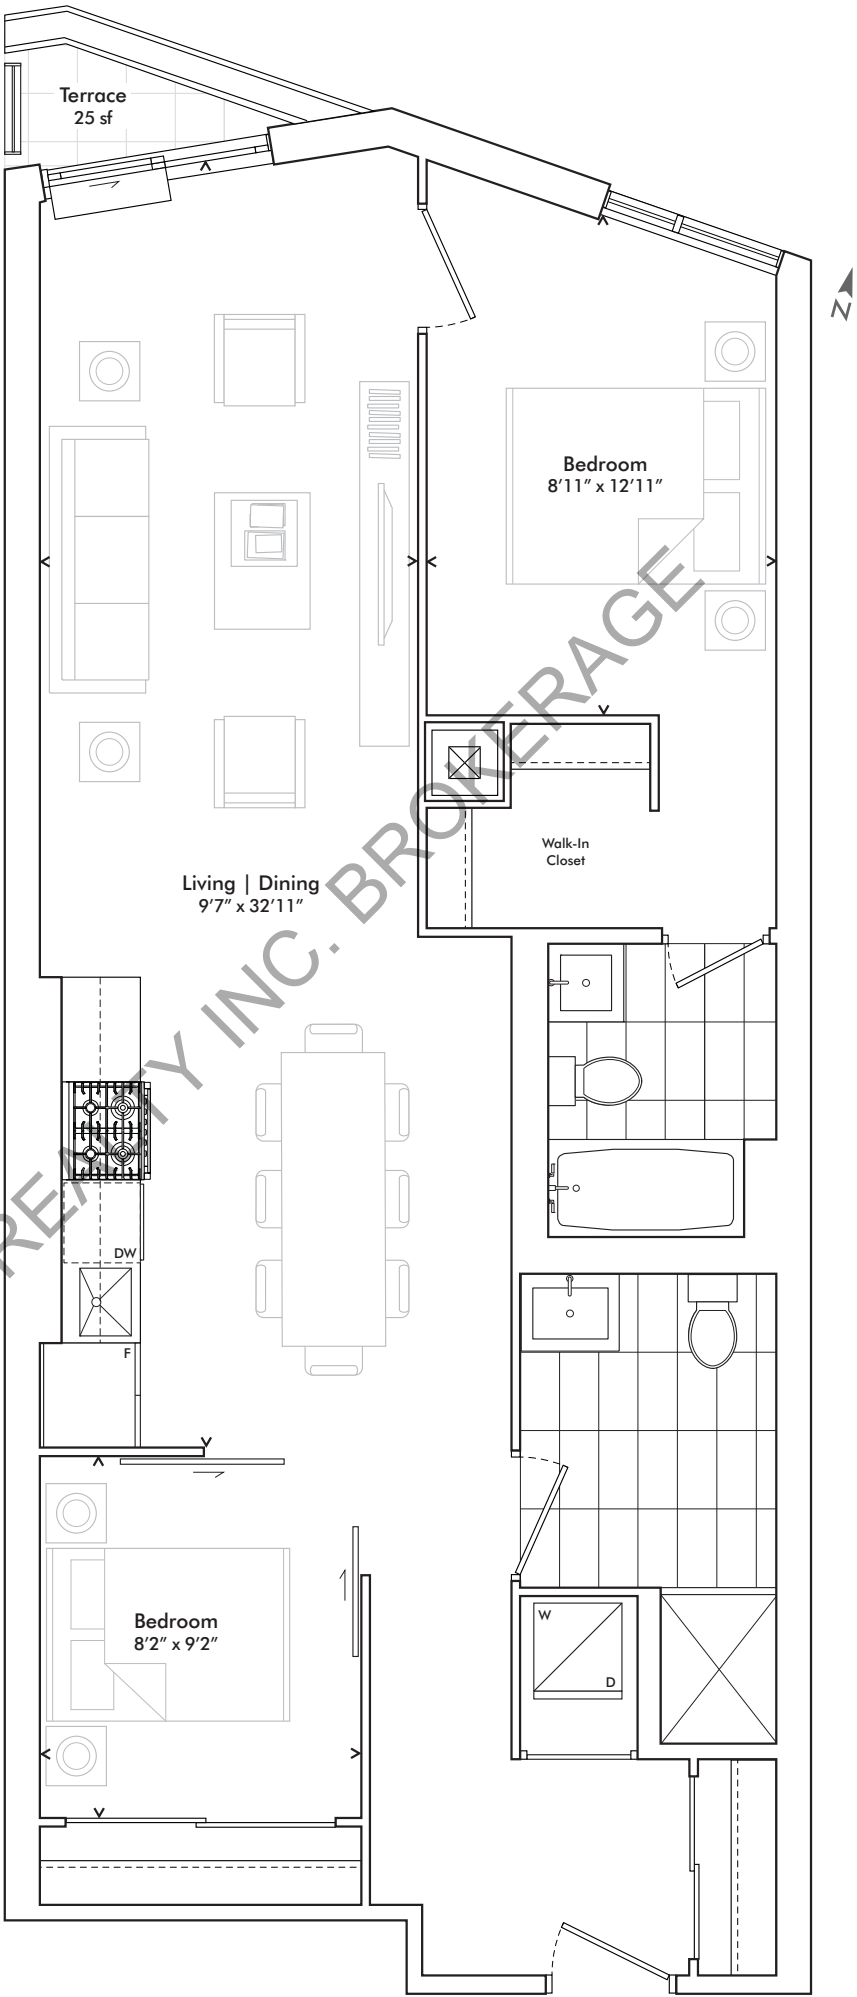 Terrace
25 sf
N
Bedroom
8'11" x 12'11"
Walk-In
Closet
Living | Dining
9'7" x 32'11"
REALTY INC. BROKERAGE
DW
F
Bedroom
8'2" x 9'2"
W
D